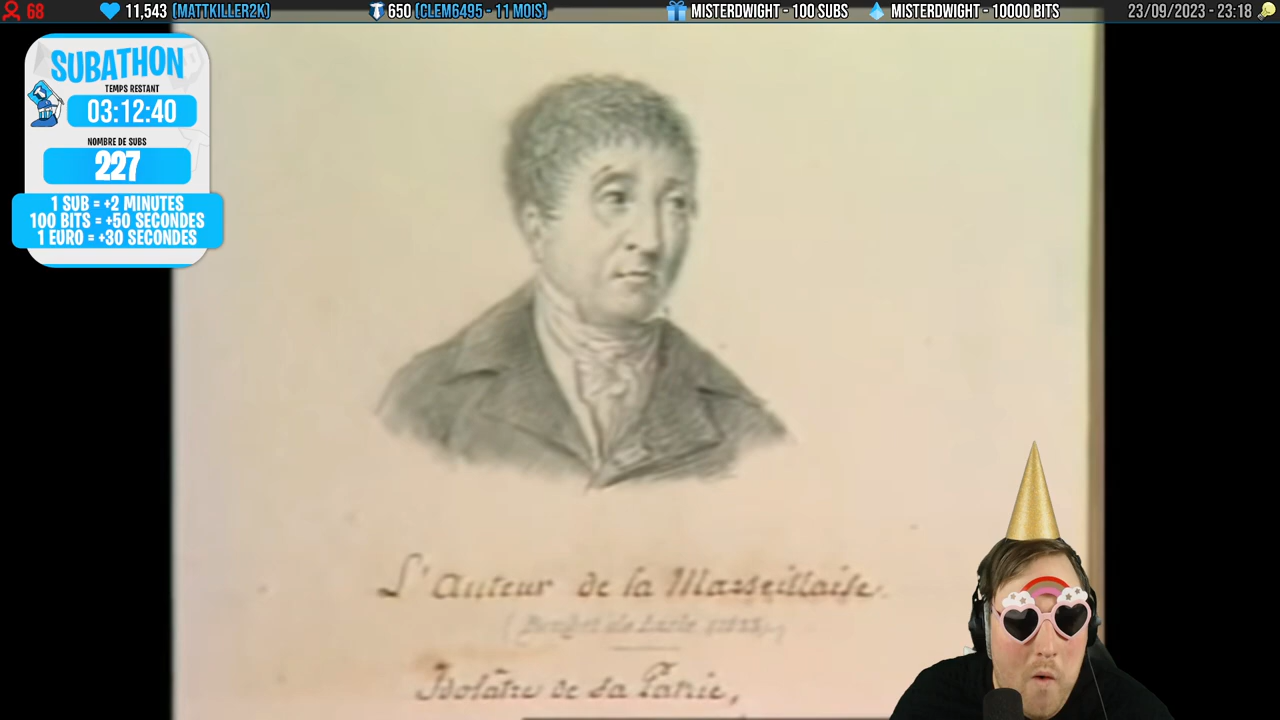 68 11,543 (MATTKILLER2K) 650 (CLEM6495 - 11 MOIS) MISTERDWIGHT - 100 SUBS MISTERDWIGHT - 10000 BITS 23/09/2023 - 23:18
SUBATHON
TEMPS RESTANT
03:12:40
NOMBRE DE SUBS
227
1 SUB = +2 MINUTES
100 BITS = +50 SECONDES
1 EURO = +30 SECONDES
L'Auteur de la Marseillaise.
de Lisle
Idolâtre de sa Patrie,